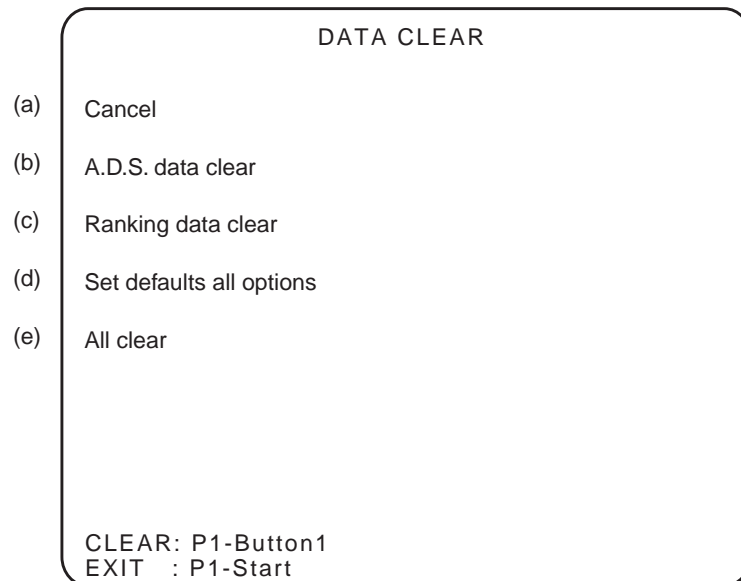 DATA CLEAR
(a) Cancel
(b) A.D.S. data clear
(c) Ranking data clear
(d) Set defaults all options
(e) All clear
CLEAR: P1-Button1
EXIT : P1-Start